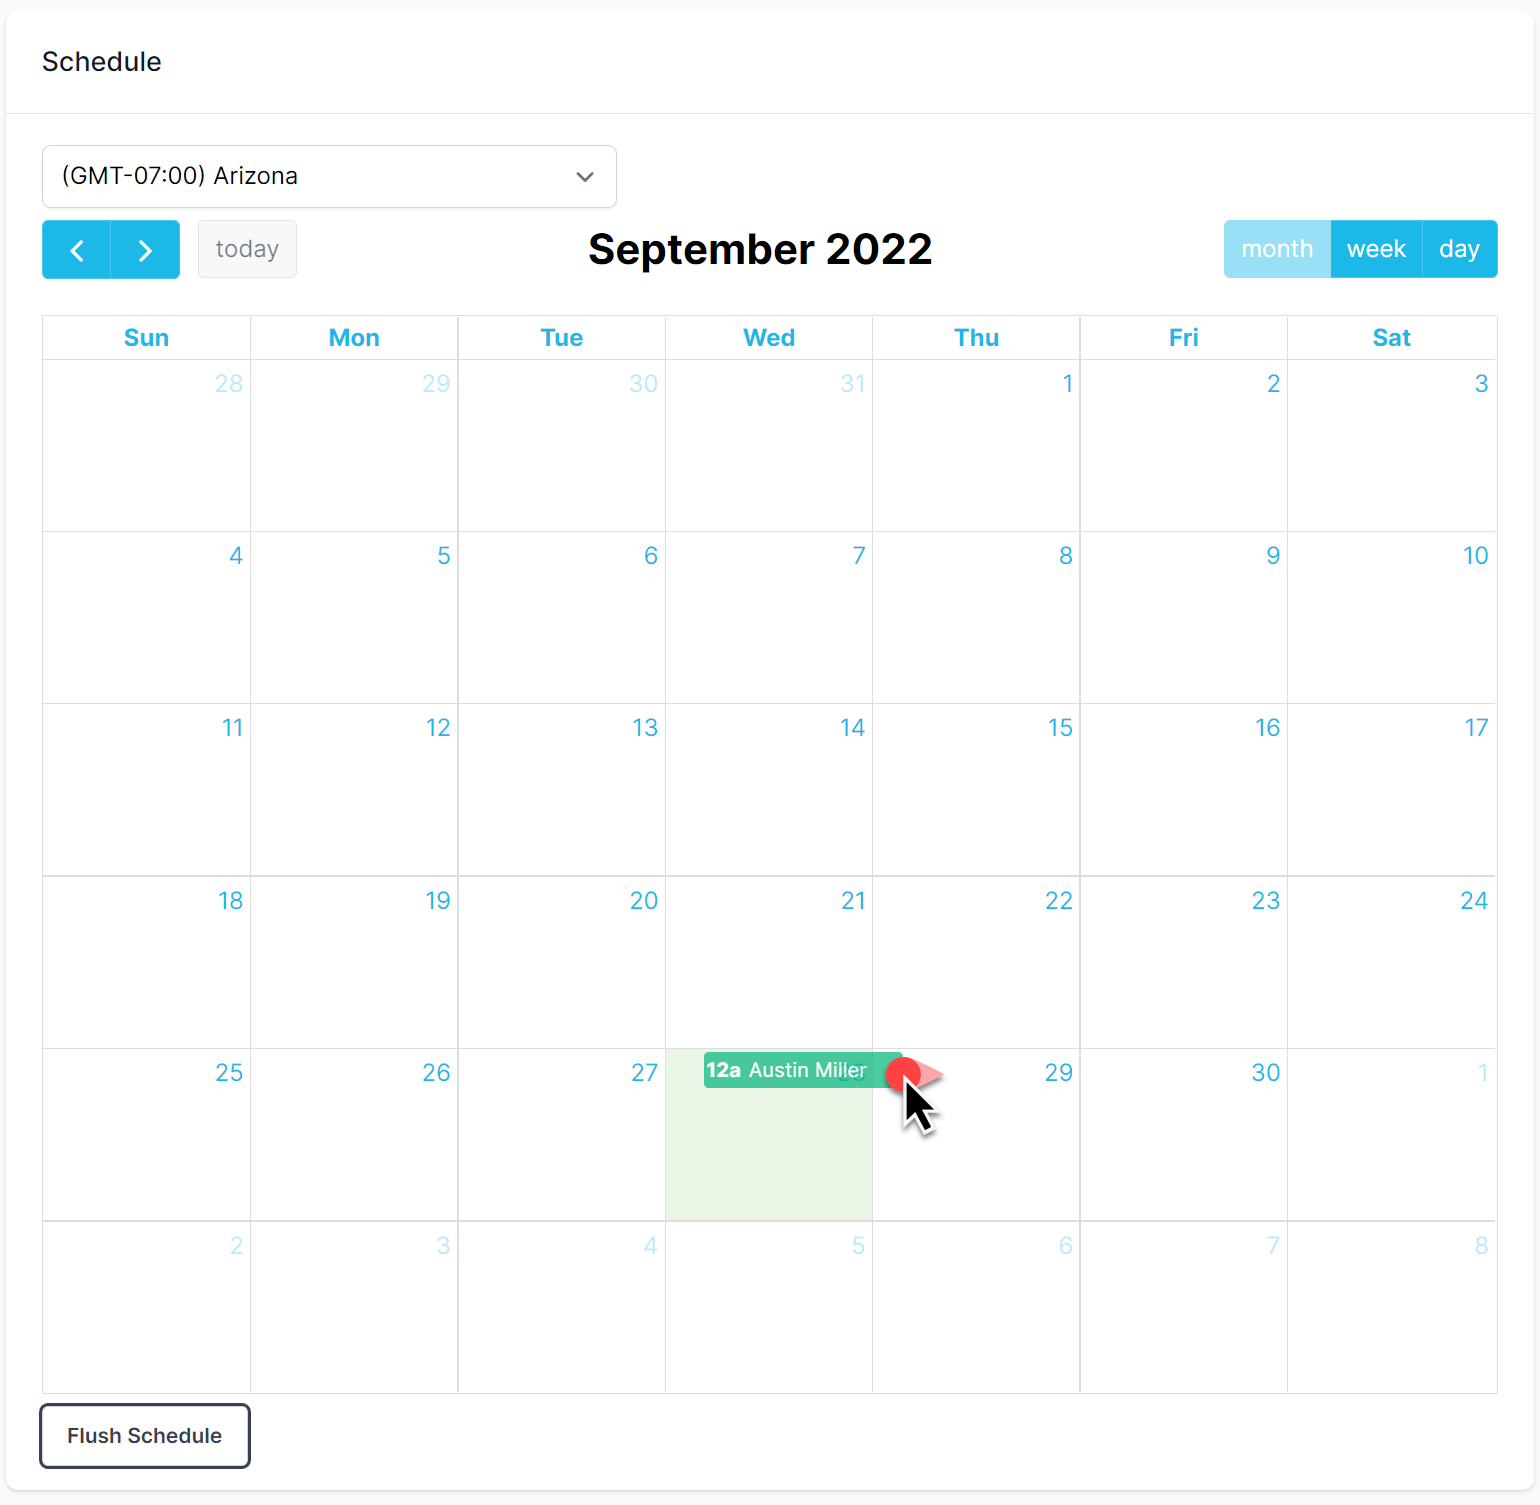 Schedule
(GMT-07:00) Arizona
today September 2022 month week day
Sun Mon Tue Wed Thu Fri Sat
28 29 30 31 1 2 3
4 5 6 7 8 9 10
11 12 13 14 15 16 17
18 19 20 21 22 23 24
25 26 27 28 29 30 1
12a Austin Miller
2 3 4 5 6 7 8
Flush Schedule